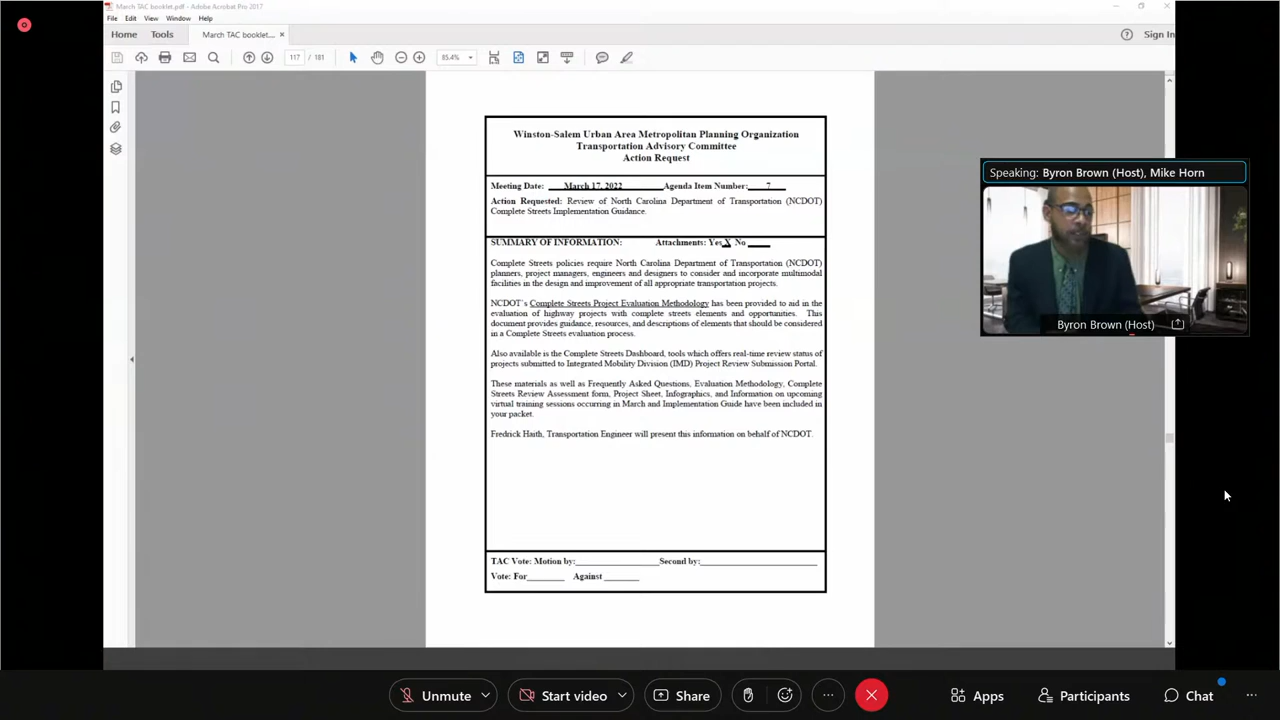 March TAC booklet.pdf - Adobe Acrobat Pro 2017
File Edit View Window Help
Home Tools March TAC booklet... × Sign In
117 / 181 85.4%
Winston-Salem Urban Area Metropolitan Planning Organization
Transportation Advisory Committee
Action Request
Meeting Date: March 17, 2022 Agenda Item Number: 7
Action Requested: Review of North Carolina Department of Transportation (NCDOT)
Complete Streets Implementation Guidance.
SUMMARY OF INFORMATION: Attachments: Yes X No ____
Complete Streets policies require North Carolina Department of Transportation (NCDOT)
planners, project managers, engineers and designers to consider and incorporate multimodal
facilities in the design and improvement of all appropriate transportation projects.
NCDOT's Complete Streets Project Evaluation Methodology has been provided to aid in the
evaluation of highway projects with complete streets elements and opportunities. This
document provides guidance, resources, and descriptions of elements that should be considered
in a Complete Streets evaluation process.
Also available is the Complete Streets Dashboard, tools which offers real-time review status of
projects submitted to Integrated Mobility Division (IMD) Project Review Submission Portal.
These materials as well as Frequently Asked Questions, Evaluation Methodology, Complete
Streets Review Assessment form, Project Sheet, Infographics, and Information on upcoming
virtual training sessions occurring in March and Implementation Guide have been included in
your packet.
Fredrick Haith, Transportation Engineer will present this information on behalf of NCDOT.
TAC Vote: Motion by:_________________Second by:________________________
Vote: For________ Against ________
Speaking: Byron Brown (Host), Mike Horn
Byron Brown (Host)
Unmute Start video Share Apps Participants Chat